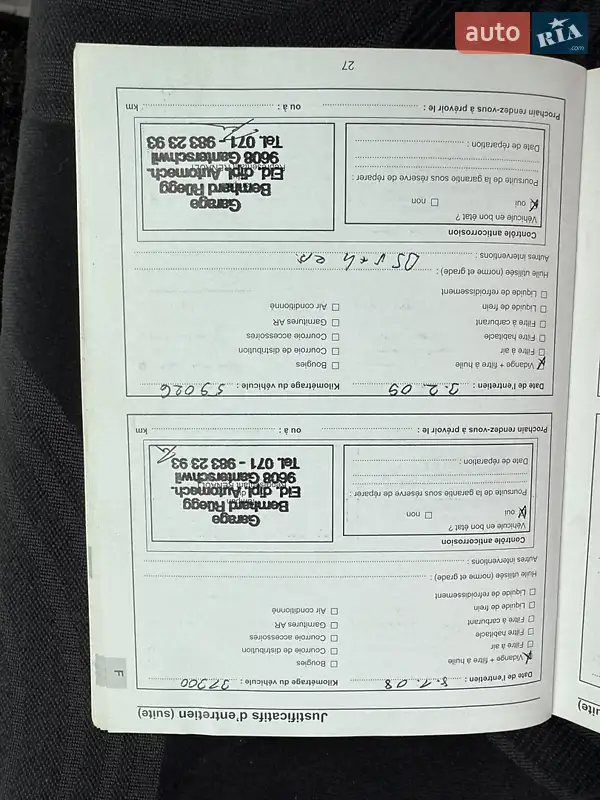 auto RIA .com
Justificatifs d'entretien (suite)
F
Date de l'entretien : 8.1.08 Kilométrage du véhicule :
Vidange + filtre à huile
Filtre à air
Filtre habitacle
Filtre à carburant
Liquide de frein
Liquide de refroidissement
Bougies
Courroie de distribution
Courroie accessoires
Garnitures AR
Air conditionné
Huile utilisée (norme et grade) :
Autres interventions :
Contrôle anticorrosion
Véhicule en bon état ?
oui non
Poursuite de la garantie sous réserve de réparer :
Date de réparation :
Garage
Bernhard Rüegg
Eid. dipl. Automech.
9608 Ganterschwil
Tel. 071 - 983 23 93
Prochain rendez-vous à prévoir le : ou à : km
Date de l'entretien : 2.2.09 Kilométrage du véhicule : 59026
Vidange + filtre à huile
Filtre à air
Filtre habitacle
Filtre à carburant
Liquide de frein
Liquide de refroidissement
Bougies
Courroie de distribution
Courroie accessoires
Garnitures AR
Air conditionné
Huile utilisée (norme et grade) :
Autres interventions :
Contrôle anticorrosion
Véhicule en bon état ?
oui non
Poursuite de la garantie sous réserve de réparer :
Date de réparation :
Garage
Bernhard Rüegg
Eid. dipl. Automech.
9608 Ganterschwil
Tel. 071 - 983 23 93
Prochain rendez-vous à prévoir le : ou à : km
27